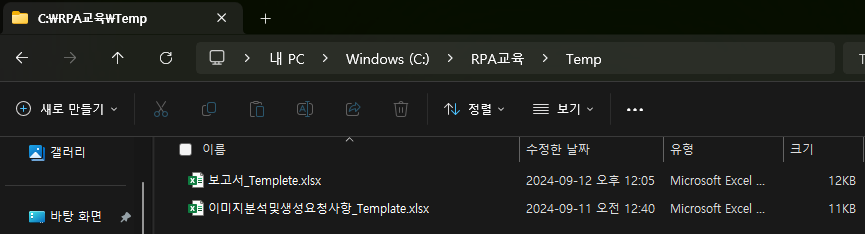 C:₩RPA교육₩Temp
내 PC > Windows (C:) > RPA교육 > Temp
새로 만들기 정렬 보기 •••
갤러리
바탕 화면
이름 수정한 날짜 유형 크기
보고서_Templete.xlsx 2024-09-12 오후 12:05 Microsoft Excel ... 12KB
이미지분석및생성요청사항_Template.xlsx 2024-09-11 오전 12:40 Microsoft Excel ... 11KB